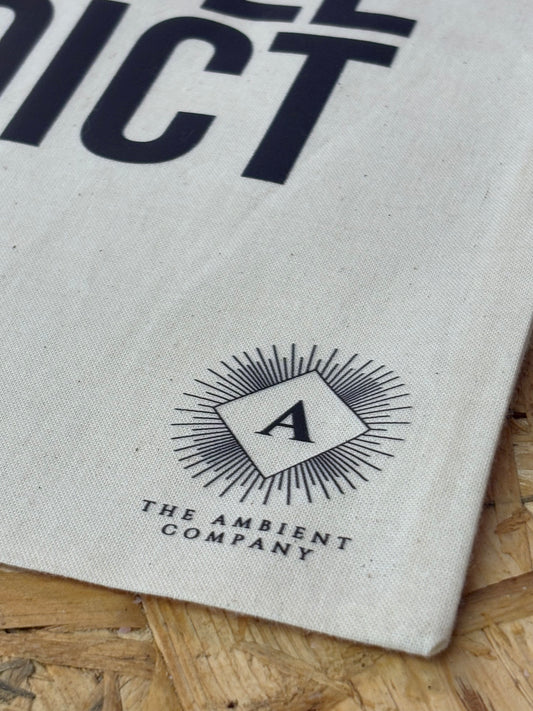 DICT
A
THE AMBIENT
COMPANY